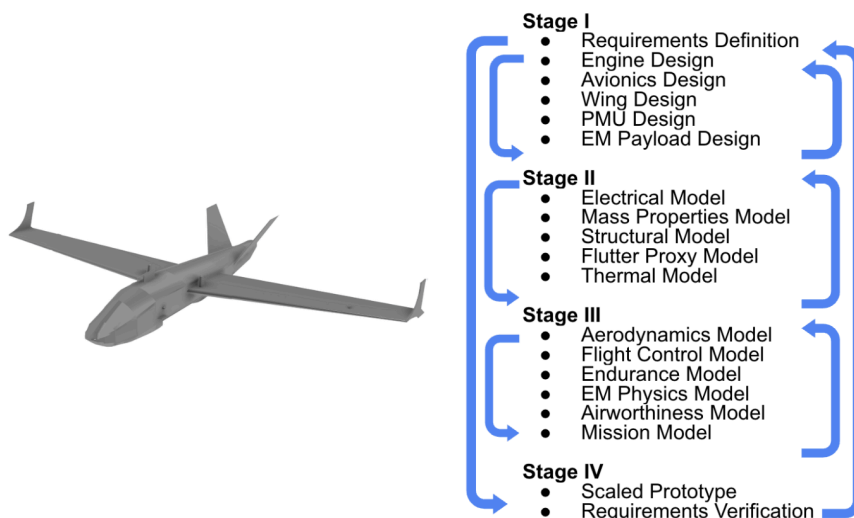 Stage I
● Requirements Definition
● Engine Design
● Avionics Design
● Wing Design
● PMU Design
● EM Payload Design
Stage II
● Electrical Model
● Mass Properties Model
● Structural Model
● Flutter Proxy Model
● Thermal Model
Stage III
● Aerodynamics Model
● Flight Control Model
● Endurance Model
● EM Physics Model
● Airworthiness Model
● Mission Model
Stage IV
● Scaled Prototype
● Requirements Verification